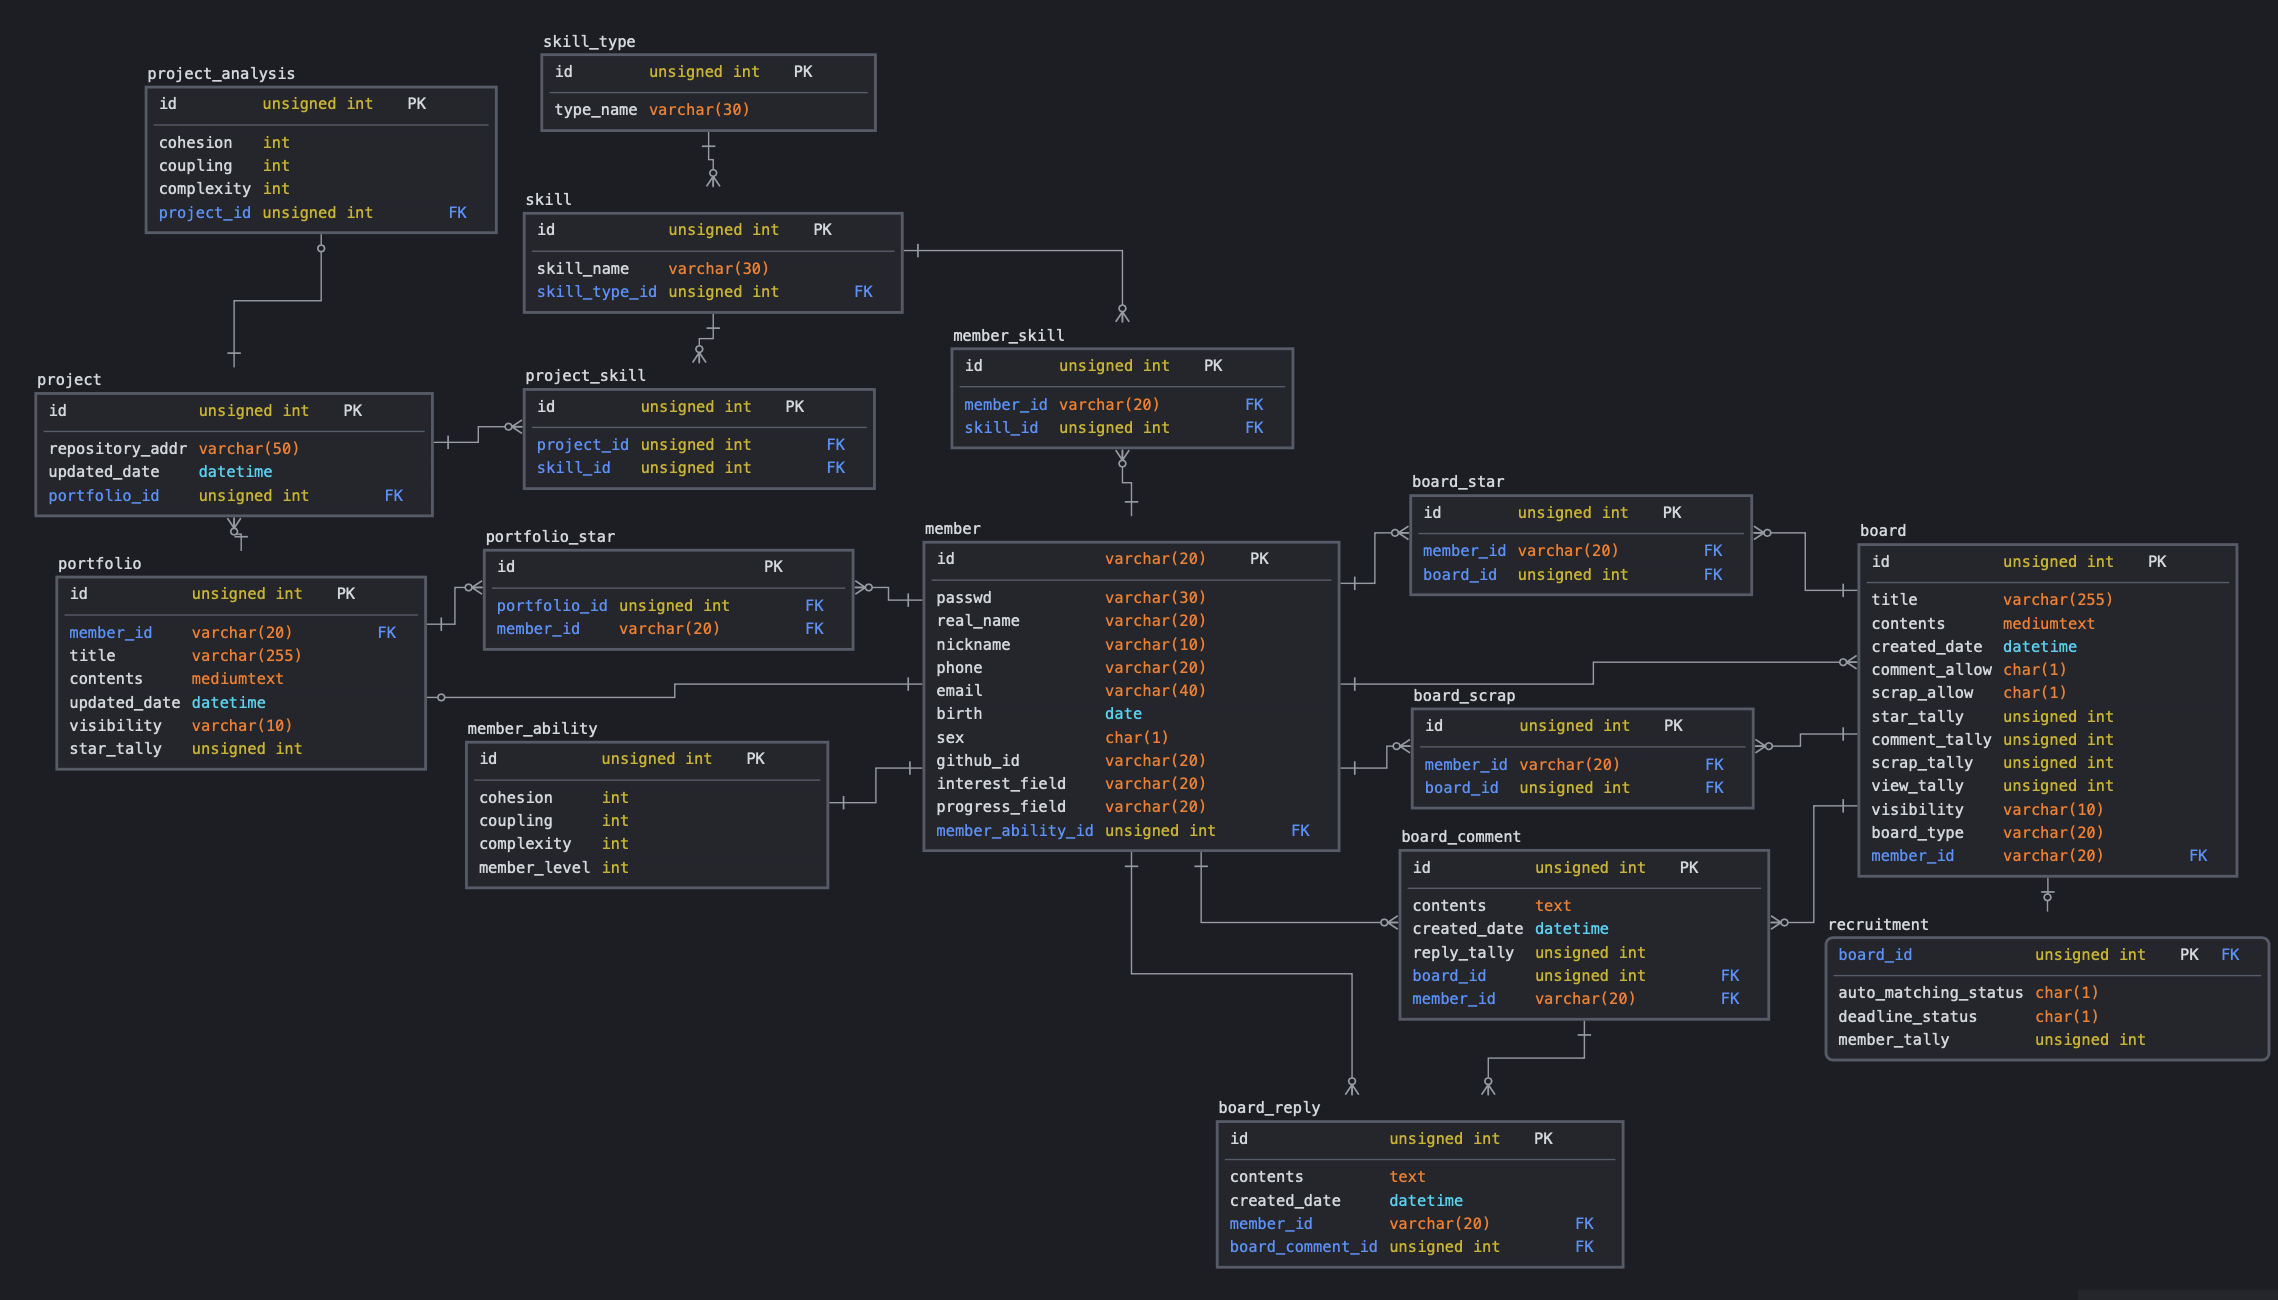 skill_type
id unsigned int PK
type_name varchar(30)
project_analysis
id unsigned int PK
cohesion int
coupling int
complexity int
project_id unsigned int FK
skill
id unsigned int PK
skill_name varchar(30)
skill_type_id unsigned int FK
member_skill
id unsigned int PK
member_id varchar(20) FK
skill_id unsigned int FK
project
id unsigned int PK
repository_addr varchar(50)
updated_date datetime
portfolio_id unsigned int FK
project_skill
id unsigned int PK
project_id unsigned int FK
skill_id unsigned int FK
board_star
id unsigned int PK
member_id varchar(20) FK
board_id unsigned int FK
portfolio
id unsigned int PK
member_id varchar(20) FK
title varchar(255)
contents mediumtext
updated_date datetime
visibility varchar(10)
star_tally unsigned int
portfolio_star
id PK
portfolio_id unsigned int FK
member_id varchar(20) FK
member
id varchar(20) PK
passwd varchar(30)
real_name varchar(20)
nickname varchar(10)
phone varchar(20)
email varchar(40)
birth date
sex char(1)
github_id varchar(20)
interest_field varchar(20)
progress_field varchar(20)
member_ability_id unsigned int FK
board
id unsigned int PK
title varchar(255)
contents mediumtext
created_date datetime
comment_allow char(1)
scrap_allow char(1)
star_tally unsigned int
comment_tally unsigned int
scrap_tally unsigned int
view_tally unsigned int
visibility varchar(10)
board_type varchar(20)
member_id varchar(20) FK
member_ability
id unsigned int PK
cohesion int
coupling int
complexity int
member_level int
board_scrap
id unsigned int PK
member_id varchar(20) FK
board_id unsigned int FK
board_comment
id unsigned int PK
contents text
created_date datetime
reply_tally unsigned int
board_id unsigned int FK
member_id varchar(20) FK
recruitment
board_id unsigned int PK FK
auto_matching_status char(1)
deadline_status char(1)
member_tally unsigned int
board_reply
id unsigned int PK
contents text
created_date datetime
member_id varchar(20) FK
board_comment_id unsigned int FK